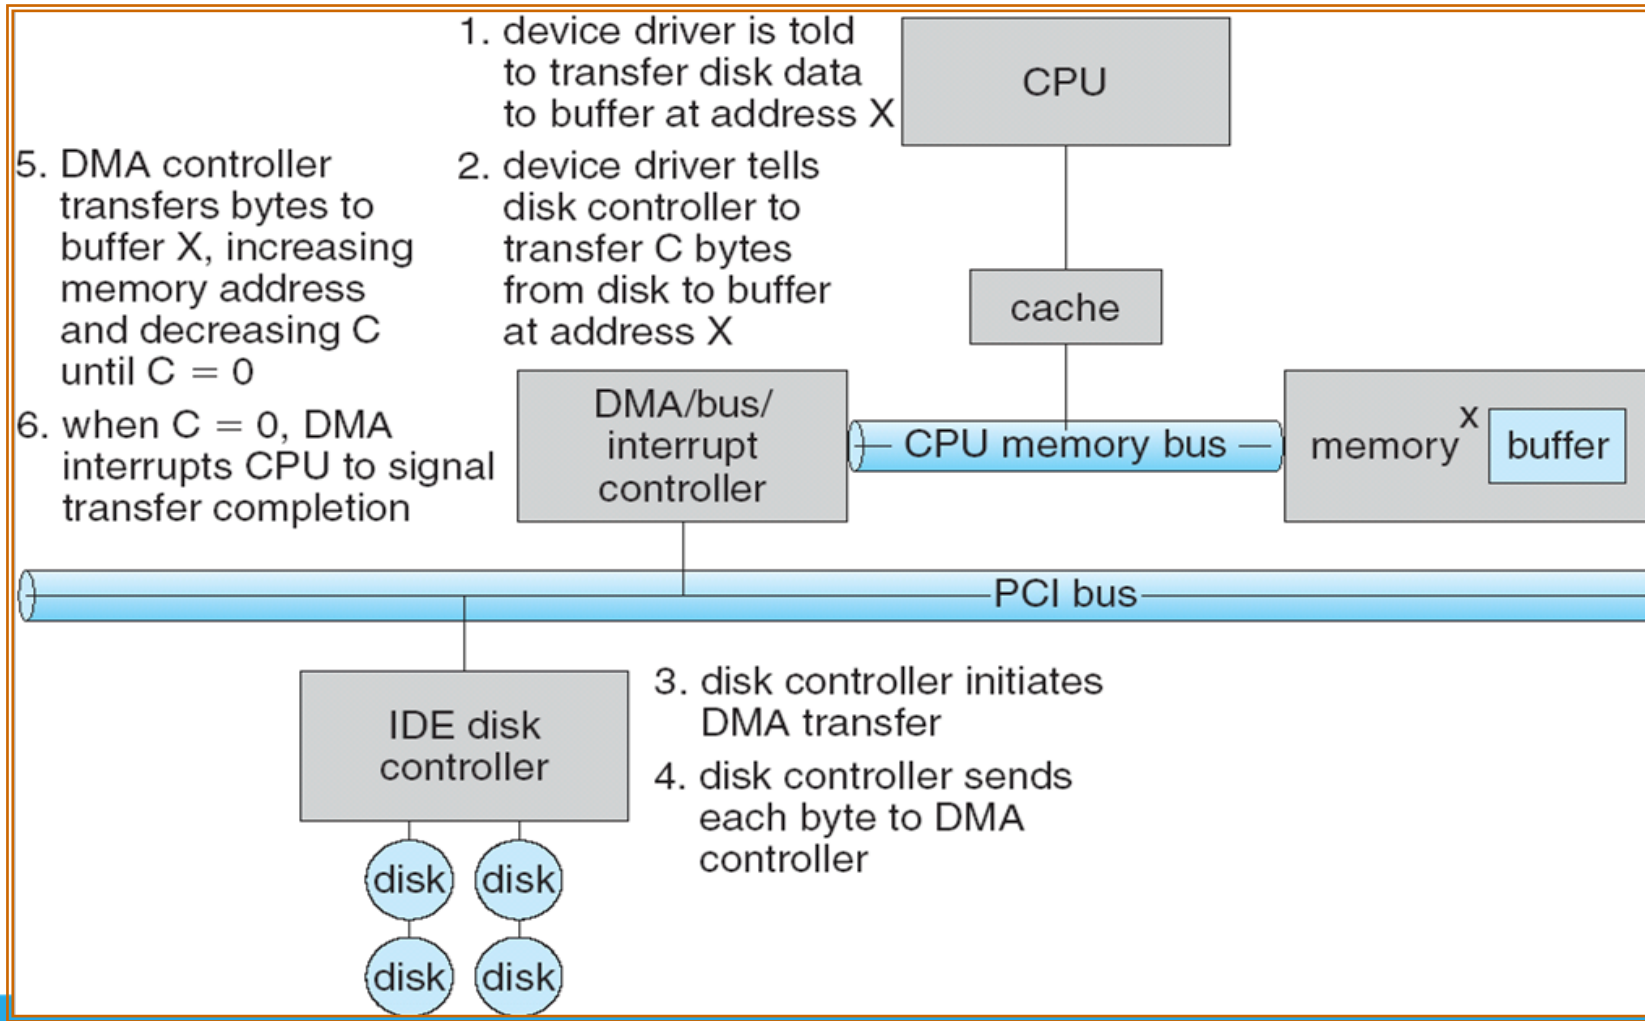 1. device driver is told
to transfer disk data
to buffer at address X
CPU
5. DMA controller
transfers bytes to
buffer X, increasing
memory address
and decreasing C
until C = 0
2. device driver tells
disk controller to
transfer C bytes
from disk to buffer
at address X
cache
6. when C = 0, DMA
interrupts CPU to signal
transfer completion
DMA/bus/
interrupt
controller
CPU memory bus
memory
X
buffer
PCI bus
IDE disk
controller
3. disk controller initiates
DMA transfer
4. disk controller sends
each byte to DMA
controller
disk
disk
disk
disk